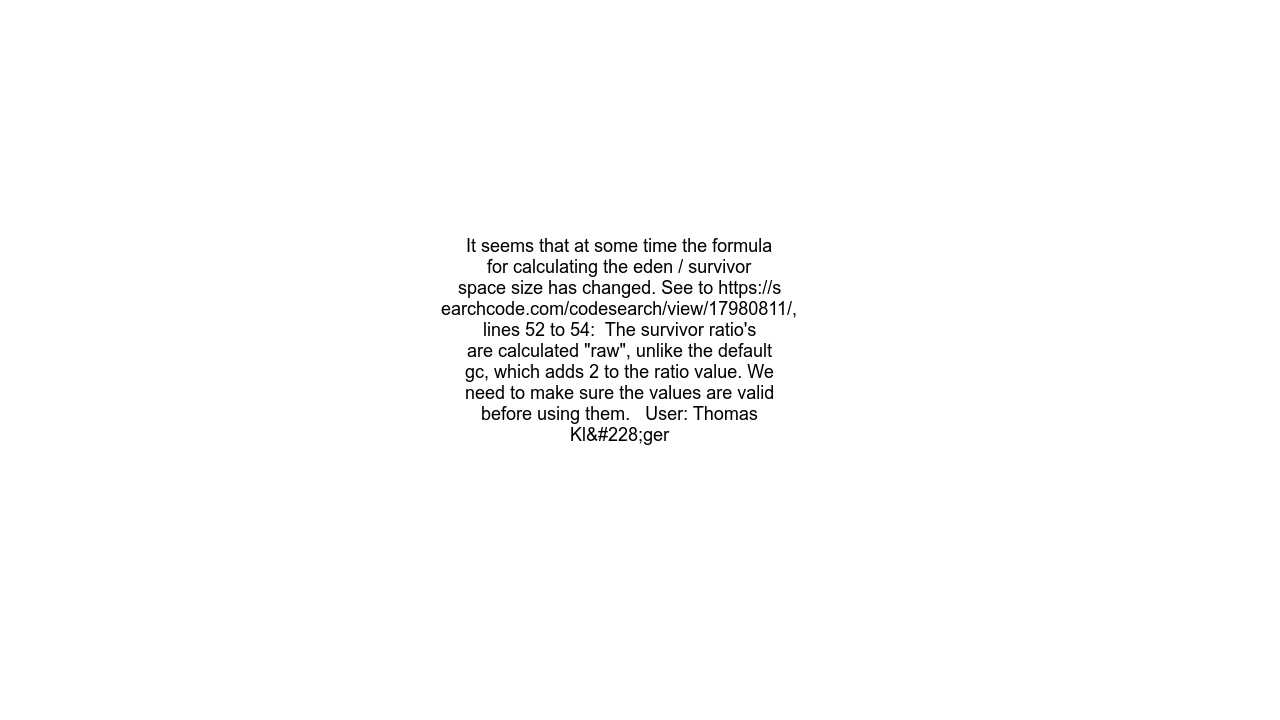 It seems that at some time the formula
for calculating the eden / survivor
space size has changed. See to https://s
earchcode.com/codesearch/view/17980811/,
lines 52 to 54:  The survivor ratio's
are calculated "raw", unlike the default
gc, which adds 2 to the ratio value. We
need to make sure the values are valid
before using them.   User: Thomas
Kl&#228;ger